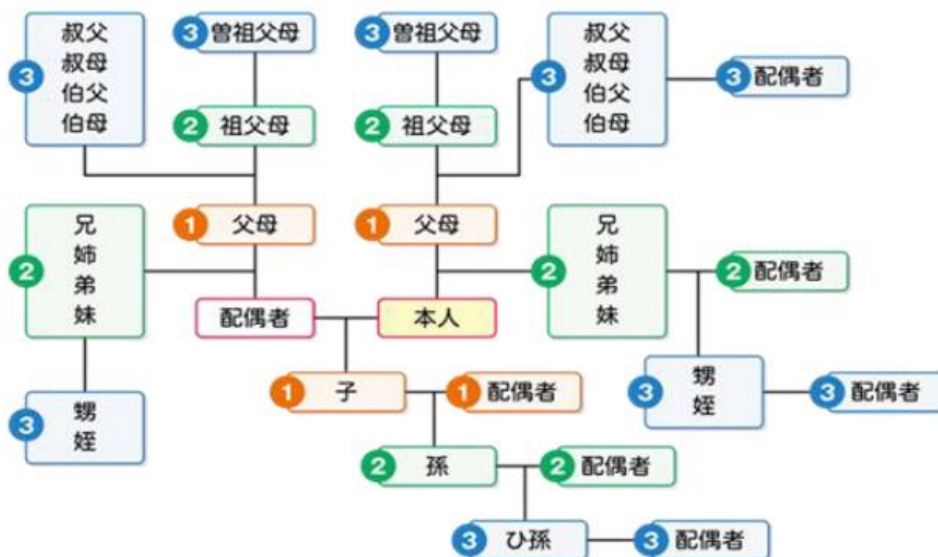 叔父
叔母
伯父
伯母
3
3 曽祖父母
3 曽祖父母
叔父
叔母
伯父
伯母
3
3 配偶者
2 祖父母
2 祖父母
1 父母
1 父母
兄
姉
弟
妹
2
兄
姉
弟
妹
2
2 配偶者
配偶者
本人
1 子
1 配偶者
甥
姪
3
3 配偶者
甥
姪
3
2 孫
2 配偶者
3 ひ孫
3 配偶者